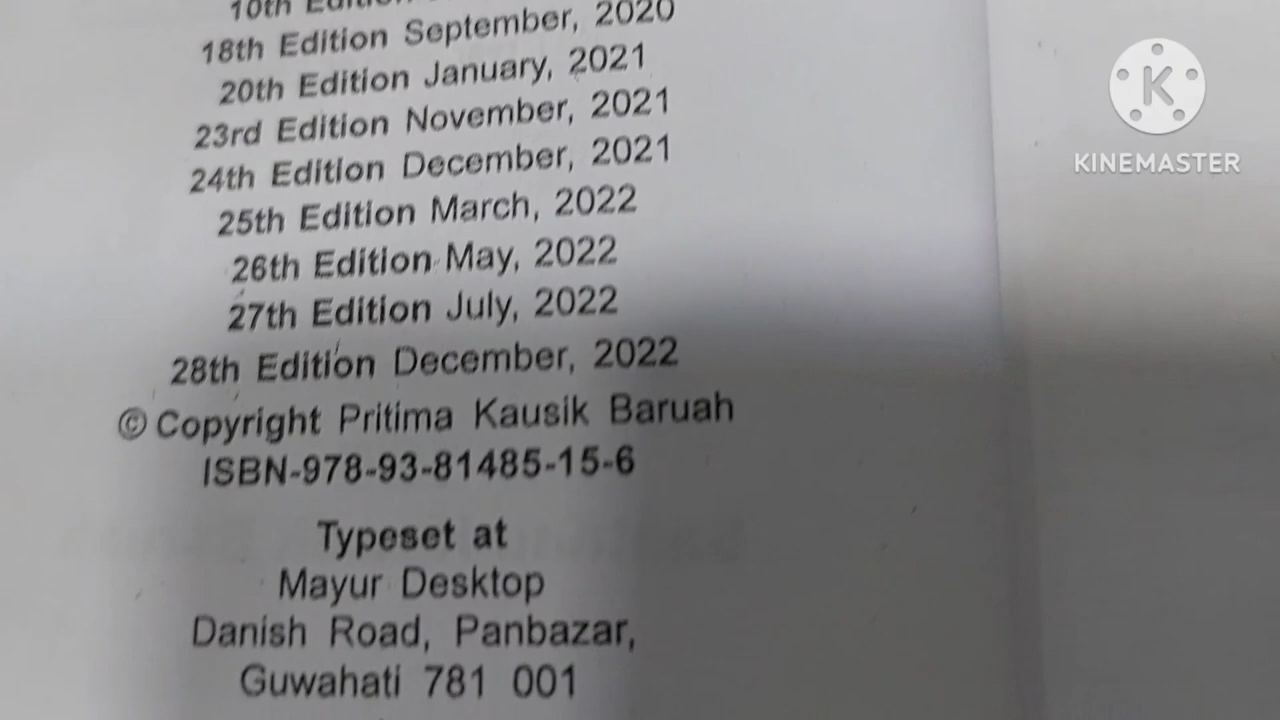 10th Edition
18th Edition September, 2020
20th Edition January, 2021
23rd Edition November, 2021
24th Edition December, 2021
25th Edition March, 2022
26th Edition May, 2022
27th Edition July, 2022
28th Edition December, 2022
© Copyright Pritima Kausik Baruah
ISBN-978-93-81485-15-6
Typeset at
Mayur Desktop
Danish Road, Panbazar,
Guwahati 781 001
KINEMASTER